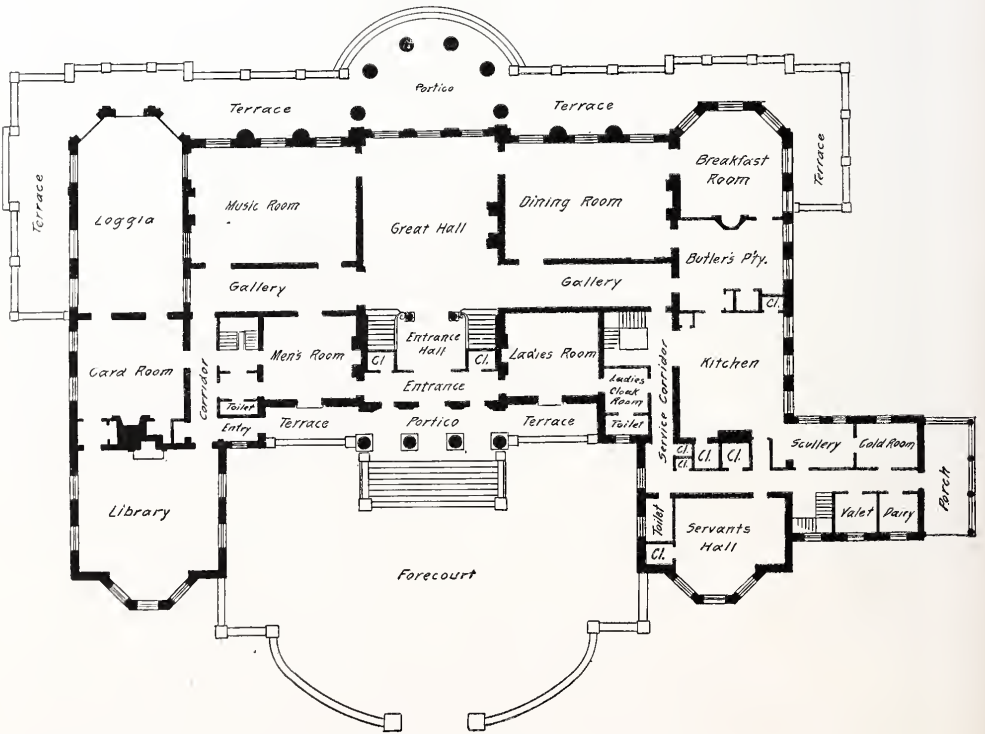 Portico
Terrace
Terrace
Terrace
Terrace
Breakfast
Room
Loggia
Music Room
Great Hall
Dining Room
Butler's Pty.
Gallery
Gallery
Cl.
Card Room
Corridor
Men's Room
Cl.
Entrance
Hall
Cl.
Ladies Room
Kitchen
Entrance
Ladies
Cloak
Room
Service Corridor
Toilet
Entry
Terrace
Portico
Terrace
Toilet
Cl.
Cl.
Cl.
Cl.
Scullery
Cold Room
Porch
Library
Toilet
Servants
Hall
Valet
Dairy
Cl.
Forecourt